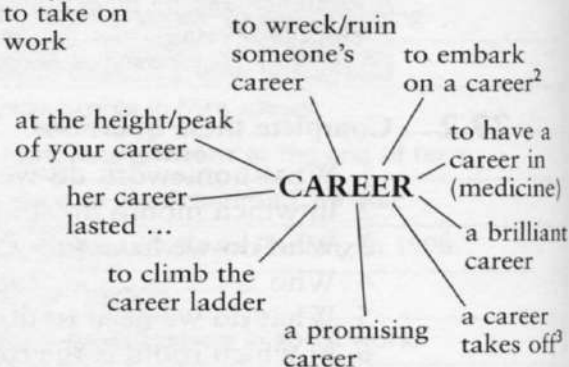 to take on
work
to wreck/ruin
someone's
career
to embark
on a career²
at the height/peak
of your career
to have a
career in
(medicine)
CAREER
her career
lasted ...
a brilliant
career
to climb the
career ladder
a promising
career
a career
takes off³